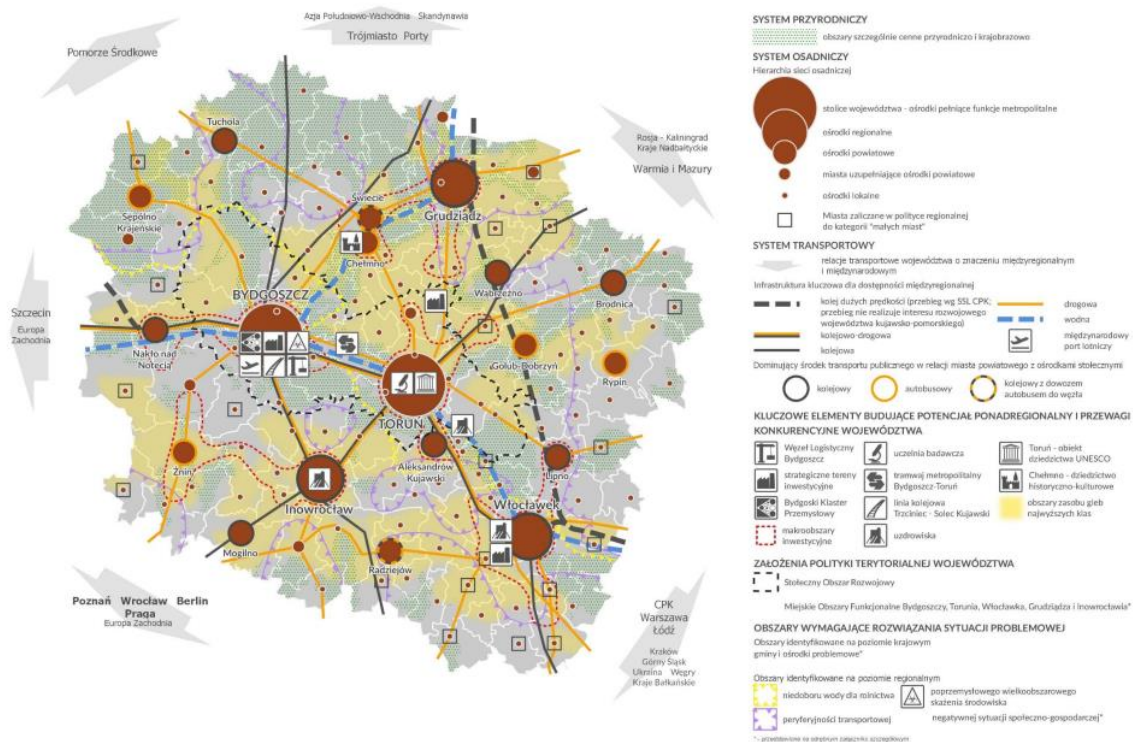 Azja Południowo-Wschodnia Skandynawia
Trójmiasto Porty
Pomorze Środkowe
Rosja - Kaliningrad
Kraje Nadbałtyckie
Warmia i Mazury
Szczecin
Europa
Zachodnia
Poznań Wrocław Berlin
Praga
Europa Zachodnia
CPK
Warszawa
Łódź
Kraków
Górny Śląsk
Ukraina Węgry
Kraje Bałkańskie
Tuchola
Sępólno
Krajeńskie
Świecie
Grudziądz
Chełmno
BYDGOSZCZ
Wąbrzeźno
Brodnica
Nakło nad
Notecią
Golub-Dobrzyń
Rypin
TORUŃ
Żnin
Aleksandrów
Kujawski
Lipno
Inowrocław
Włocławek
Mogilno
Radziejów
SYSTEM PRZYRODNICZY
obszary szczególnie cenne przyrodniczo i krajobrazowo
SYSTEM OSADNICZY
Hierarchia sieci osadniczej
stolice województwa - ośrodki pełniące funkcje metropolitalne
ośrodki regionalne
ośrodki powiatowe
miasta uzupełniające ośrodki powiatowe
ośrodki lokalne
Miasta zaliczane w polityce regionalnej
do kategorii "małych miast"
SYSTEM TRANSPORTOWY
relacje transportowe województwa o znaczeniu międzyregionalnym
i międzynarodowym
Infrastruktura kluczowa dla dostępności międzyregionalnej
kolej dużych prędkości (przebieg wg SSL CPK;
przebieg nie realizuje interesu rozwojowego
województwa kujawsko-pomorskiego)
kolejowo-drogowa
kolejowa
drogowa
wodna
międzynarodowy
port lotniczy
Dominujący środek transportu publicznego w relacji miasta powiatowego z ośrodkami stołecznymi
kolejowy
autobusowy
kolejowy z dowozem
autobusem do węzła
KLUCZOWE ELEMENTY BUDUJĄCE POTENCJAŁ PONADREGIONALNY I PRZEWAGI
KONKURENCYJNE WOJEWÓDZTWA
Węzeł Logistyczny
Bydgoszcz
uczelnia badawcza
Toruń - obiekt
dziedzictwa UNESCO
strategiczne tereny
inwestycyjne
tramwaj metropolitalny
Bydgoszcz-Toruń
Chełmno - dziedzictwo
historyczno-kulturowe
Bydgoski Klaster
Przemysłowy
linia kolejowa
Trzciniec - Solec Kujawski
obszary zasobu gleb
najwyższych klas
makroobszary
inwestycyjne
uzdrowiska
ZAŁOŻENIA POLITYKI TERYTORIALNEJ WOJEWÓDZTWA
Stołeczny Obszar Rozwojowy
Miejskie Obszary Funkcjonalne Bydgoszczy, Torunia, Włocławka, Grudziądza i Inowrocławia*
OBSZARY WYMAGAJĄCE ROZWIĄZANIA SYTUACJI PROBLEMOWEJ
Obszary identyfikowane na poziomie krajowym
gminy i ośrodki problemowe*
Obszary identyfikowane na poziomie regionalnym
niedoboru wody dla rolnictwa
poprzemysłowego wielkoobszarowego
skażenia środowiska
peryferyjności transportowej
negatywnej sytuacji społeczno-gospodarczej*
* - przedstawiono na odrębnym załączniku szczegółowym